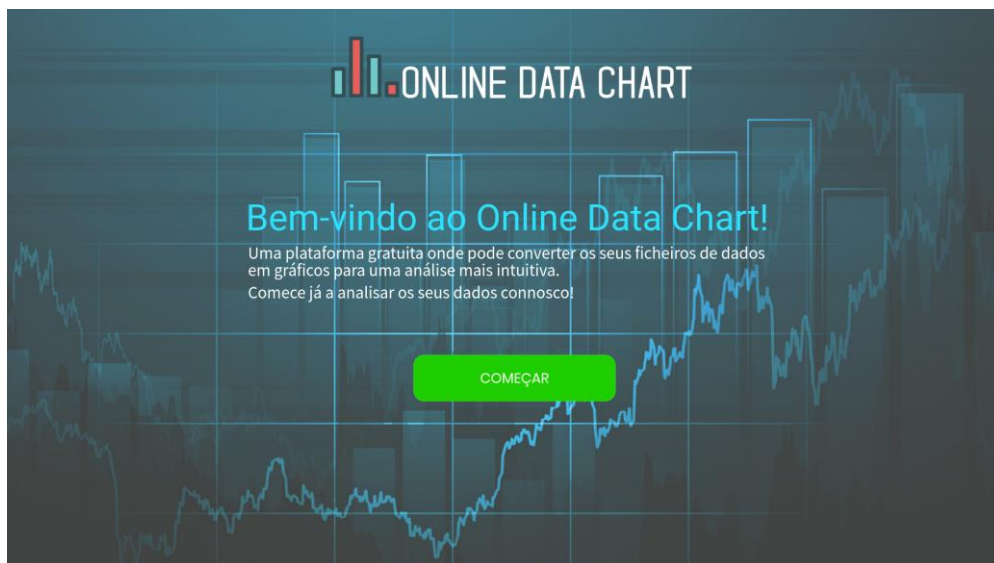 ONLINE DATA CHART
Bem-vindo ao Online Data Chart!
Uma plataforma gratuita onde pode converter os seus ficheiros de dados
em gráficos para uma análise mais intuitiva.
Comece já a analisar os seus dados connosco!
COMEÇAR